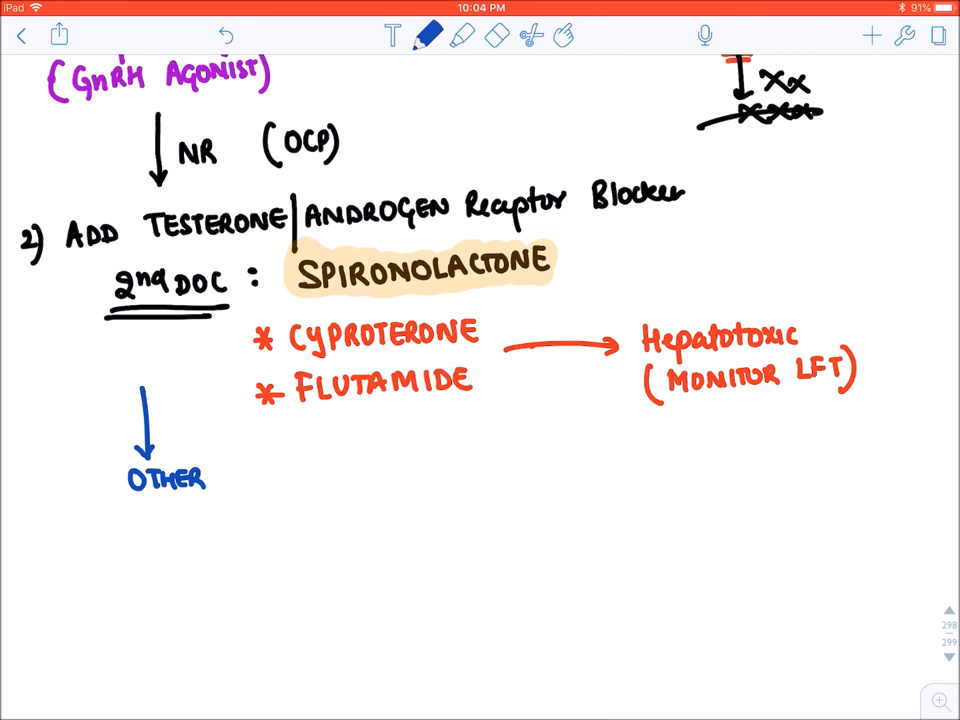 iPad 10:04 PM 91%
T
{GnRH AGONIST}
XX
NR (OCP)
2) ADD TESTERONE/ANDROGEN Receptor Blocker
2nd DOC : SPIRONOLACTONE
* CYPROTERONE
* FLUTAMIDE
Hepatotoxic
(MONITOR LFT)
OTHER
298
299